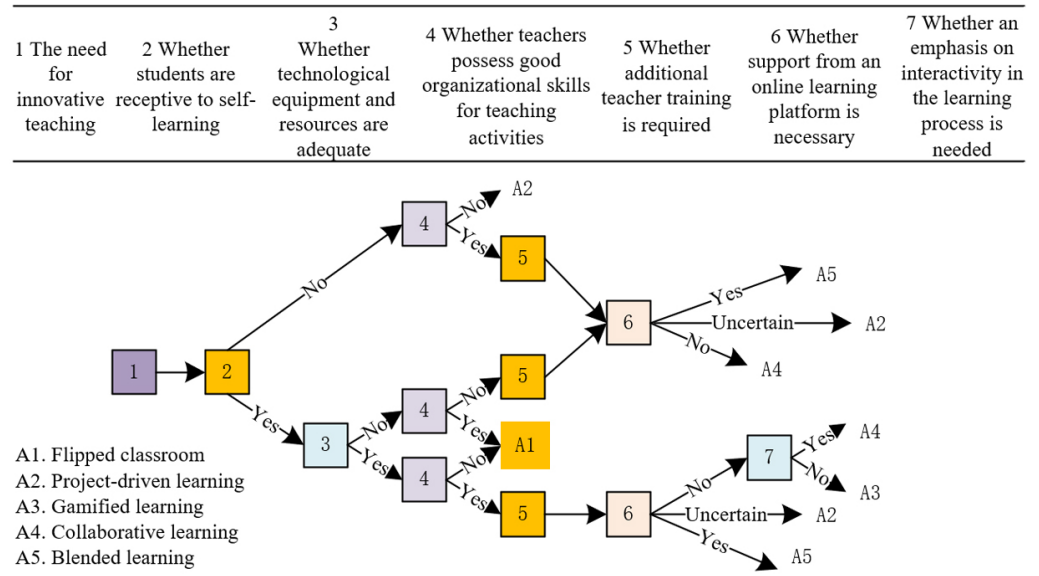 1 The need
for
innovative
teaching
2 Whether
students are
receptive to self-
learning
3
Whether
technological
equipment and
resources are
adequate
4 Whether teachers
possess good
organizational skills
for teaching
activities
5 Whether
additional
teacher training
is required
6 Whether
support from an
online learning
platform is
necessary
7 Whether an
emphasis on
interactivity in
the learning
process is
needed
1
2
No
Yes
4
No
A2
Yes
5
3
No
Yes
4
No
Yes
5
A1
4
No
Yes
5
6
Yes
A5
Uncertain
A2
No
A4
6
No
7
Yes
A4
No
A3
Uncertain
A2
Yes
A5
A1. Flipped classroom
A2. Project-driven learning
A3. Gamified learning
A4. Collaborative learning
A5. Blended learning